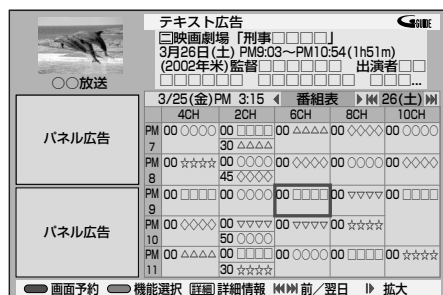 テキスト広告 GGUIDE
㊁映画劇場「刑事□□□□」
3月26日(土) PM9:03~PM10:54(1h51m)
(2002年米)監督□□□□ 出演者□□
□□□□ □□□□□ □□□□ □□...
○○放送
3/25(金)PM 3:15 ◀ 番組表 ▶ ⏭ 26(土) ⏭
4CH 2CH 6CH 8CH 10CH
パネル広告
PM 7 00 ○○○○ 00 □□□□ 00 △△△△ 00 ◇◇◇◇ 00 ◇◇◇◇
30 △△△△
PM 8 00 ☆☆☆☆ 00 ○○○○ 00 ◇◇◇◇ 00 ○○○○ 00 ◇◇◇◇
45 ◇◇◇◇
パネル広告
PM 9 00 □□□□ 00 ○○○○ 00 □□□□ 00 ▽▽▽▽ 00 □□□□
PM 10 00 ◇◇◇◇ 00 ▽▽▽▽ 00 ▽▽▽▽ 00 ☆☆☆☆
50 ○○○○
PM 11 00 △△△△ 00 □□□□ 00 ○○○○ 00 □□□□ 00 ☆☆☆☆
30 ☆☆☆☆
画面予約 機能選択 詳細 詳細情報 ⏮⏭ 前/翌日 ▶ 拡大